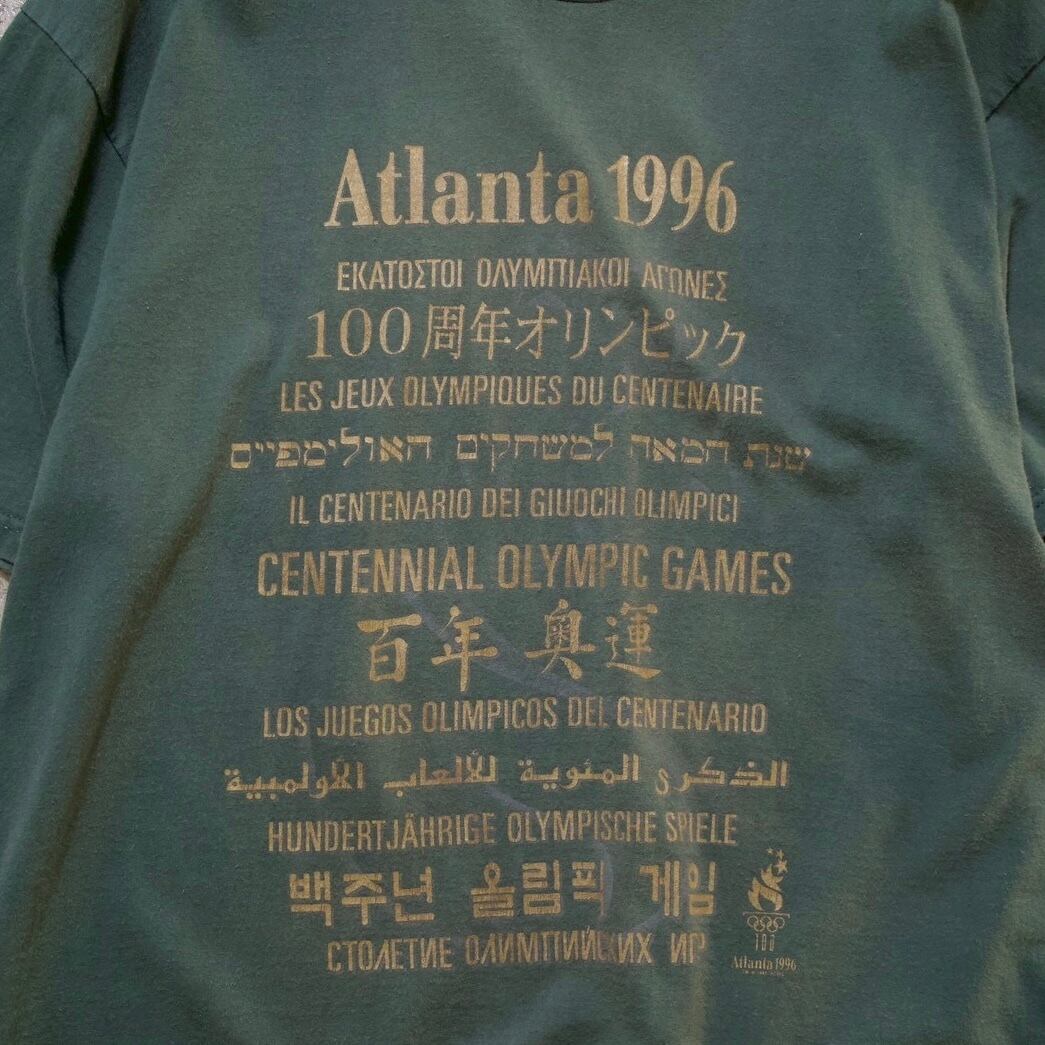 Atlanta 1996
ΕΚΑΤΟΣΤΟΙ ΟΛΥΜΠΙΑΚΟΙ ΑΓΩΝΕΣ
100周年オリンピック
LES JEUX OLYMPIQUES DU CENTENAIRE
שנת המאה למשחקים האולימפיים
IL CENTENARIO DEI GIUOCHI OLIMPICI
CENTENNIAL OLYMPIC GAMES
百年 奥運
LOS JUEGOS OLIMPICOS DEL CENTENARIO
الذكرى المئوية للألعاب الأولمبية
HUNDERTJÄHRIGE OLYMPISCHE SPIELE
백주년 올림픽 게임
СТОЛЕТИЕ ОЛИМПИЙСКИХ ИГР
100
Atlanta 1996